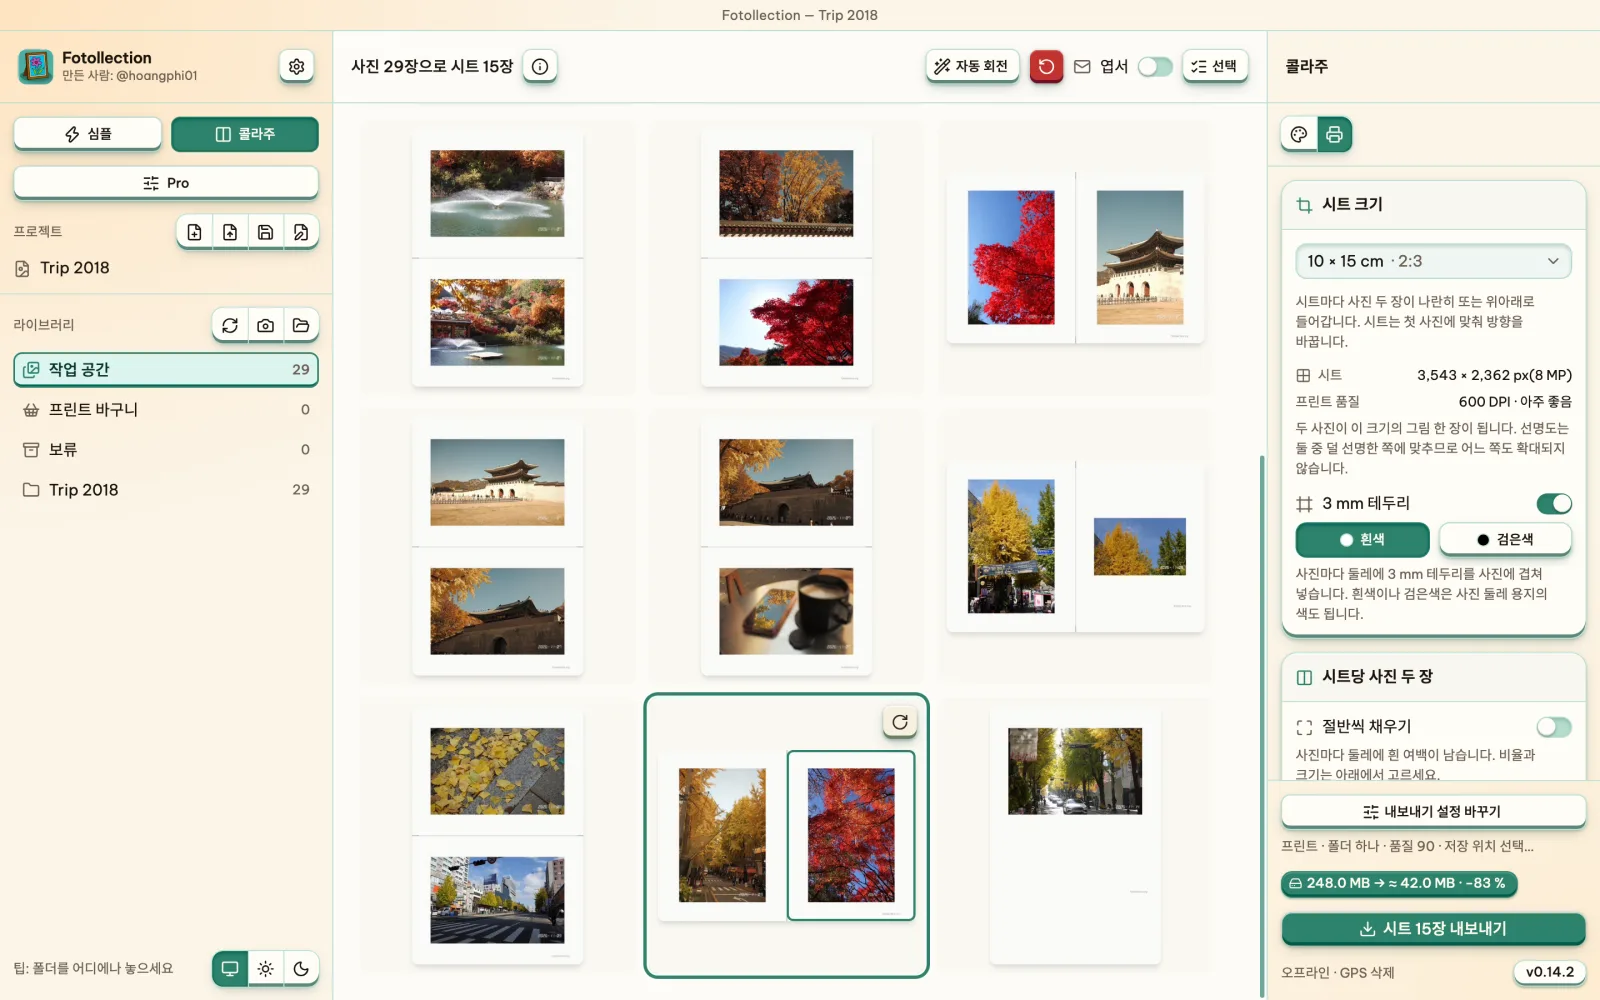 Fotollection — Trip 2018
Fotollection
만든 사람: @hoangphi01
심플
콜라주
Pro
프로젝트
Trip 2018
라이브러리
작업 공간
29
프린트 바구니
0
보류
0
Trip 2018
29
팁: 폴더를 어디에나 놓으세요
사진 29장으로 시트 15장
자동 회전
엽서
선택
콜라주
시트 크기
10 × 15 cm · 2:3
시트마다 사진 두 장이 나란히 또는 위아래로
들어갑니다. 시트는 첫 사진에 맞춰 방향을
바꿉니다.
시트
3,543 × 2,362 px(8 MP)
프린트 품질
600 DPI · 아주 좋음
두 사진이 이 크기의 그림 한 장이 됩니다. 선명도는
둘 중 덜 선명한 쪽에 맞추므로 어느 쪽도 확대되지
않습니다.
3 mm 테두리
흰색
검은색
사진마다 둘레에 3 mm 테두리를 사진에 겹쳐
넣습니다. 흰색이나 검은색은 사진 둘레 용지의
색도 됩니다.
시트당 사진 두 장
절반씩 채우기
사진마다 둘레에 흰 여백이 남습니다. 비율과
크기는 아래에서 고르세요.
내보내기 설정 바꾸기
프린트 · 폴더 하나 · 품질 90 · 저장 위치 선택...
248.0 MB → ≈ 42.0 MB · −83 %
시트 15장 내보내기
오프라인 · GPS 삭제
v0.14.2